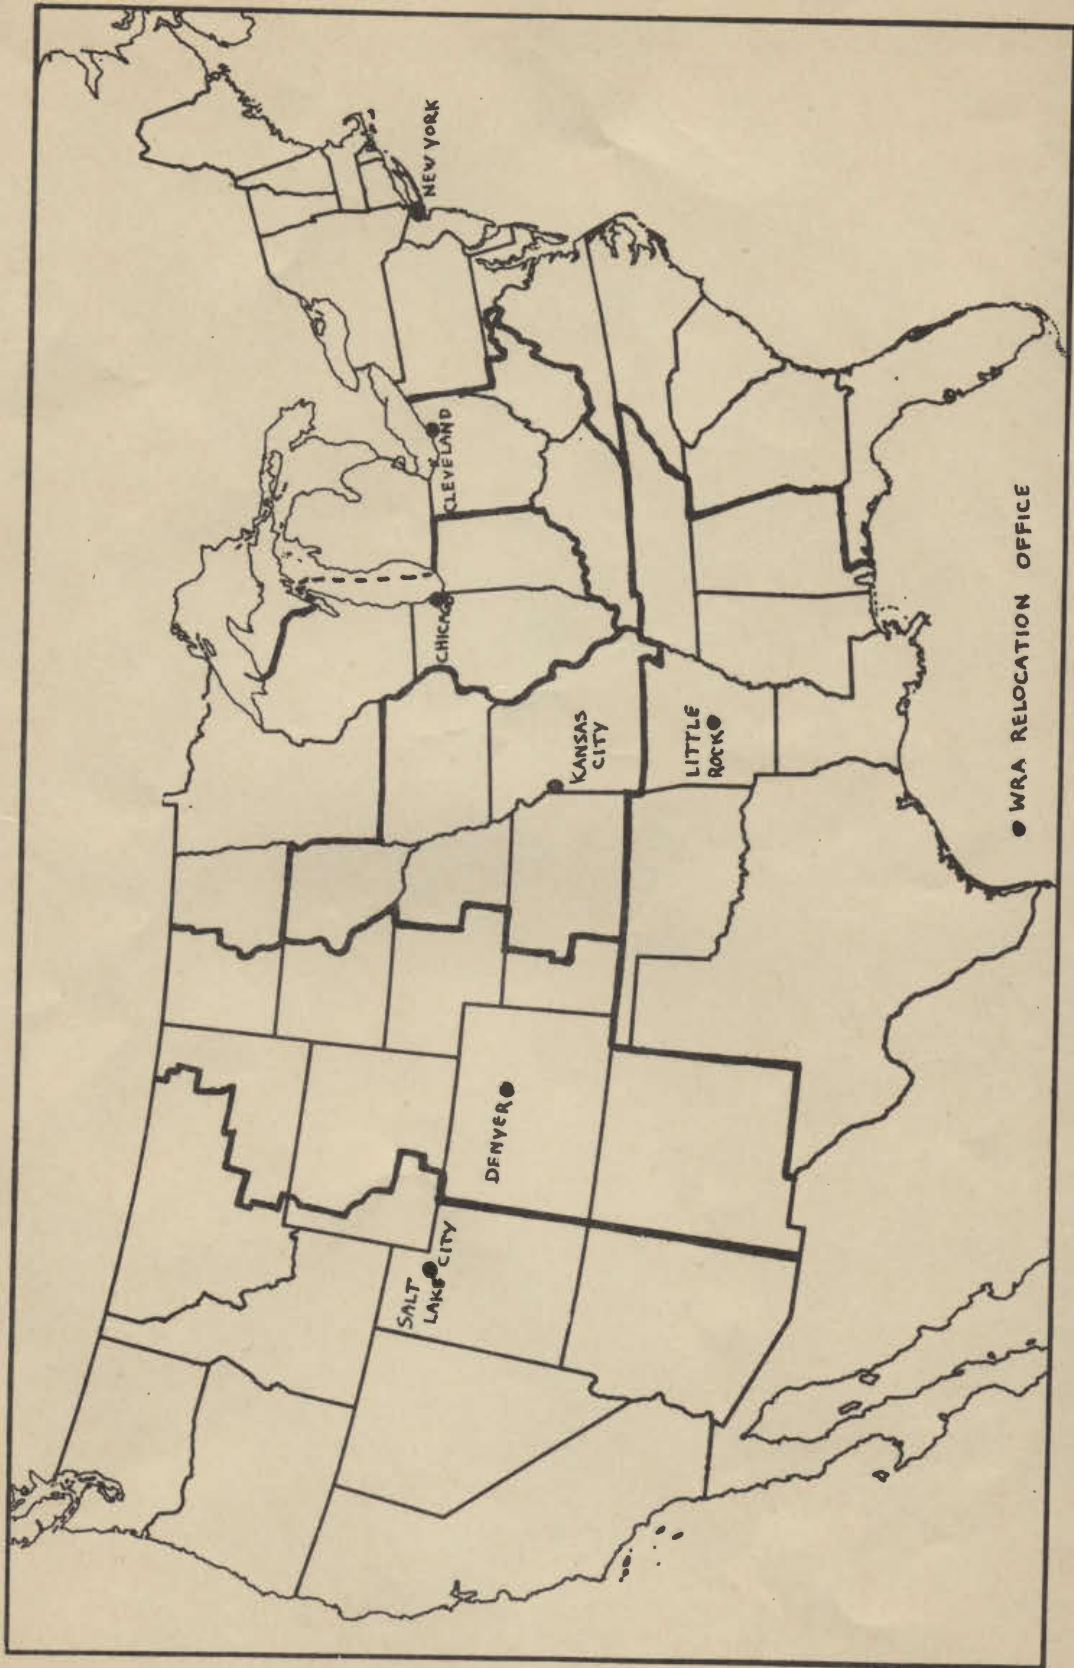 NEW YORK
CLEVELAND
CHICAGO
KANSAS
CITY
LITTLE
ROCK
DENVER
SALT
LAKE CITY
● WRA RELOCATION OFFICE